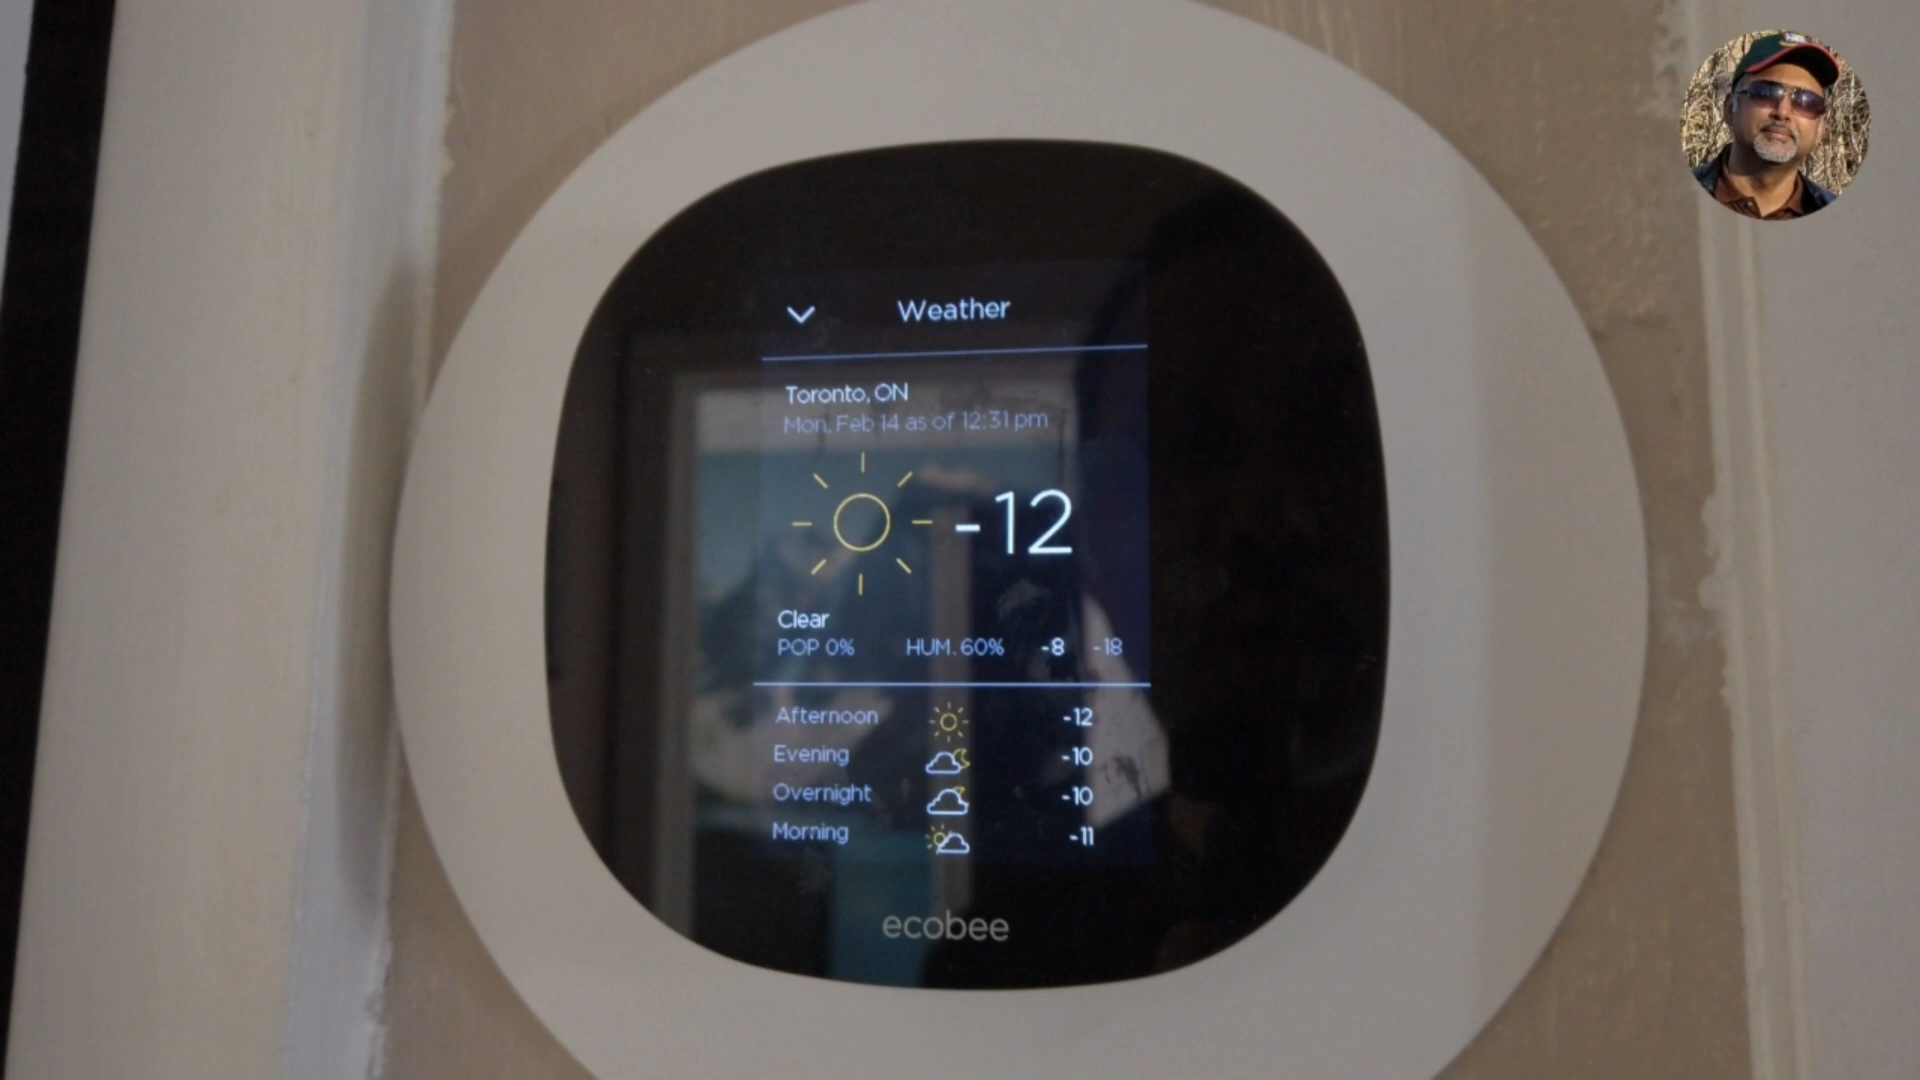 Weather
Toronto, ON
Mon, Feb 14 as of 12:31 pm
-12
Clear
POP 0% HUM. 60% -8 -18
Afternoon -12
Evening -10
Overnight -10
Morning -11
ecobee